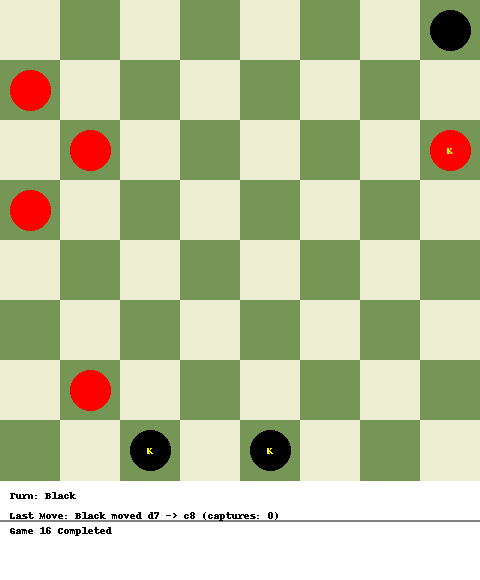 K
K K
Turn: Black
Last Move: Black moved d7 -> c8 (captures: 0)
Game 16 Completed